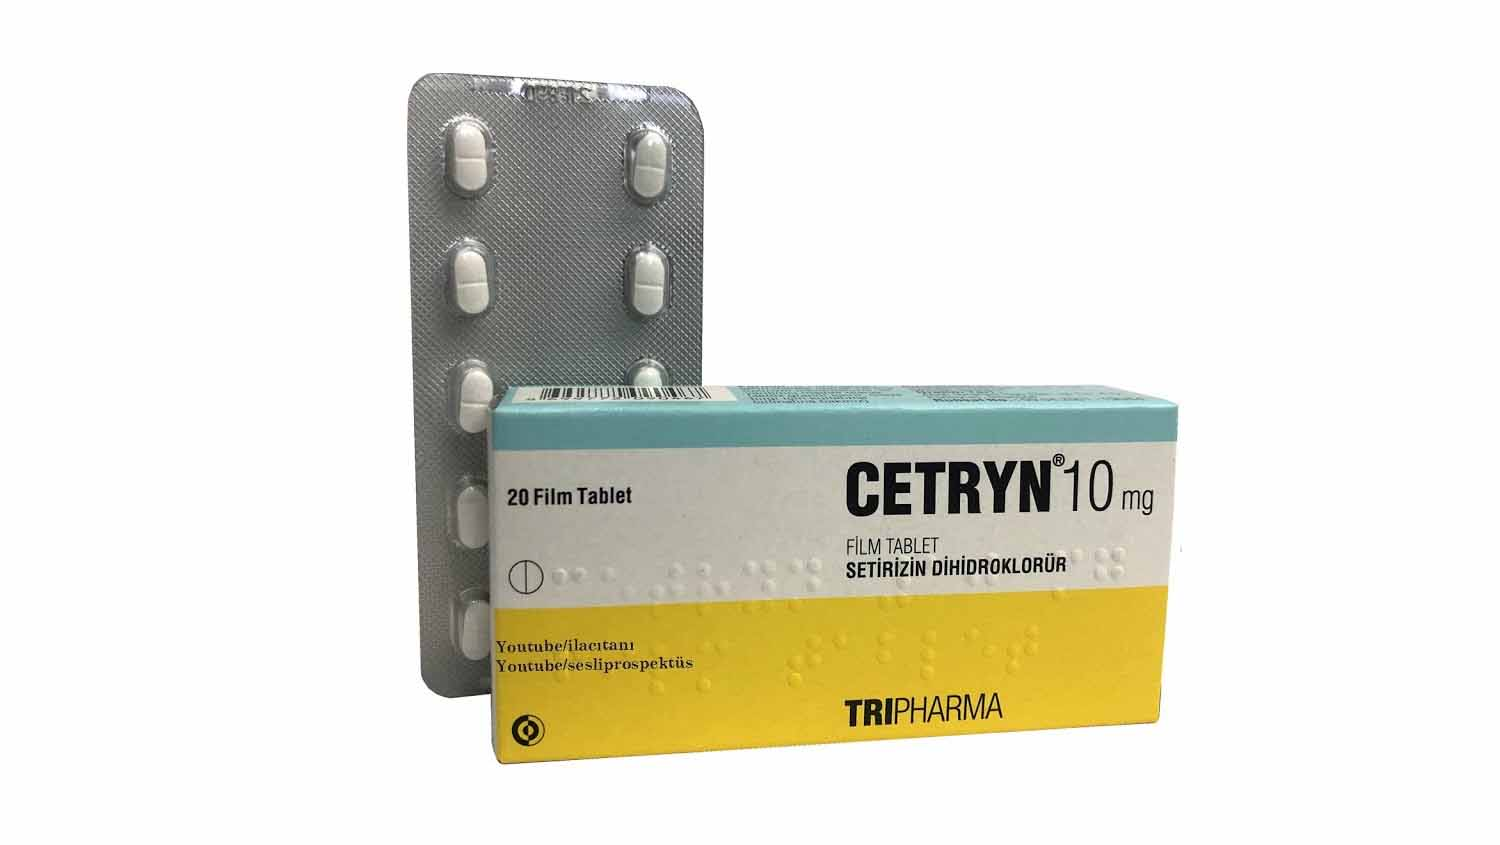 20 Film Tablet
CETRYN® 10 mg
FİLM TABLET
SETİRİZİN DİHİDROKLORÜR
Youtube/ilacıtanı
Youtube/sesliprospektüs
TRIPHARMA